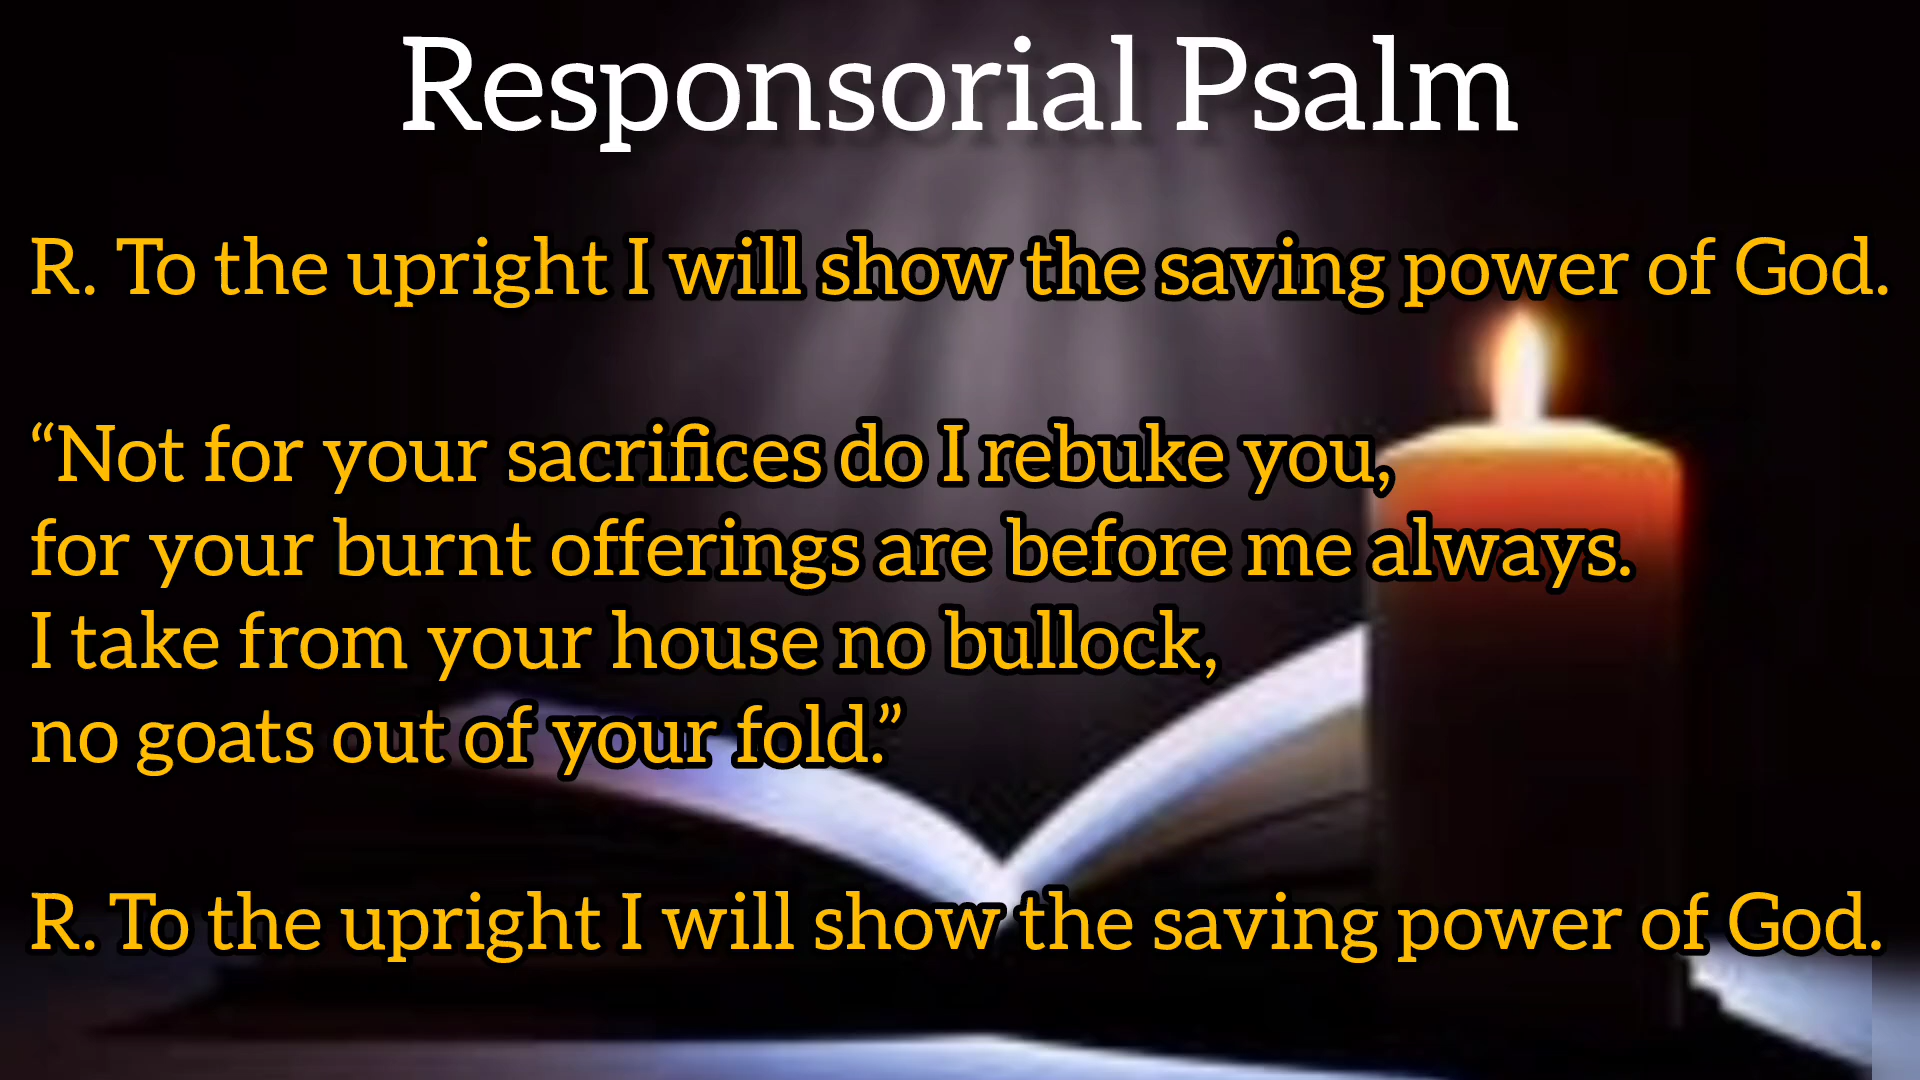 Responsorial Psalm
R. To the upright I will show the saving power of God.
“Not for your sacrifices do I rebuke you,
for your burnt offerings are before me always.
I take from your house no bullock,
no goats out of your fold.”
R. To the upright I will show the saving power of God.